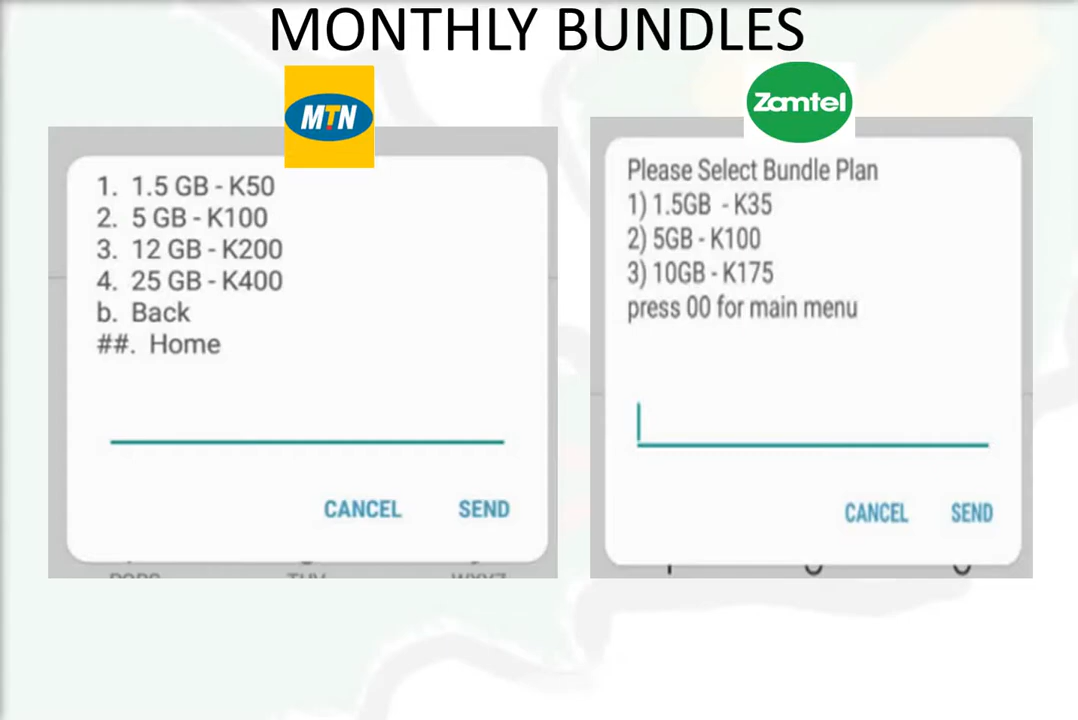 MONTHLY BUNDLES
MTN
1. 1.5 GB - K50
2. 5 GB - K100
3. 12 GB - K200
4. 25 GB - K400
b. Back
##. Home
CANCEL SEND
Zamtel
Please Select Bundle Plan
1) 1.5GB - K35
2) 5GB - K100
3) 10GB - K175
press 00 for main menu
CANCEL SEND